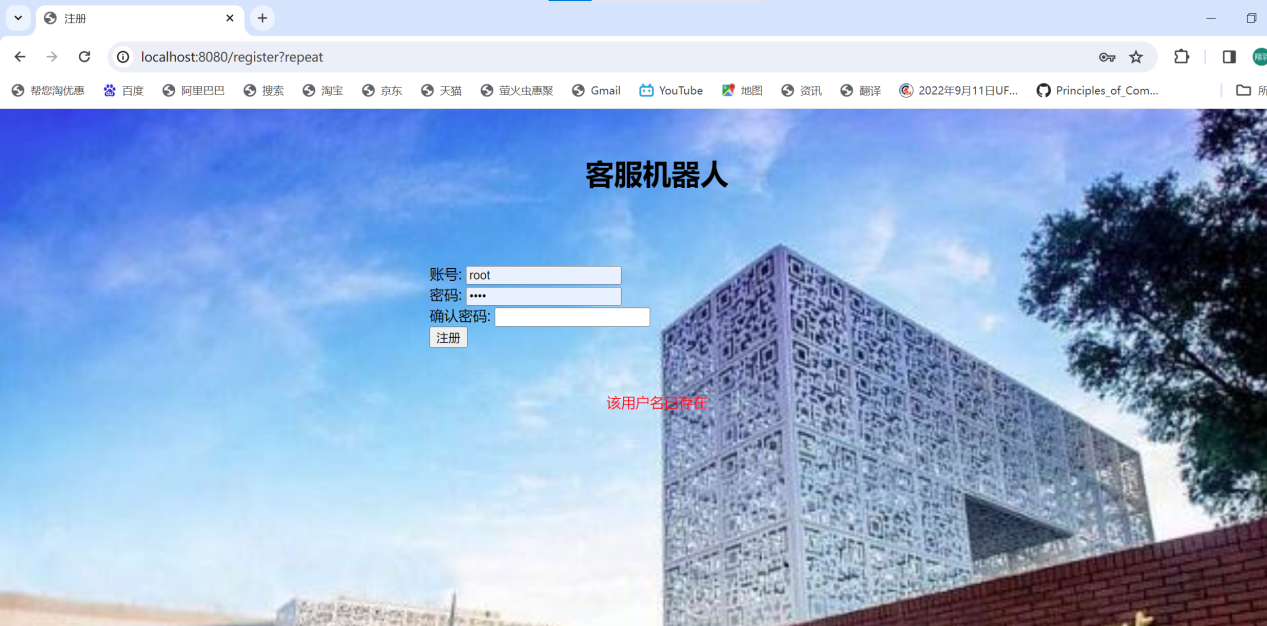 注册
localhost:8080/register?repeat
帮您淘优惠 百度 阿里巴巴 搜索 淘宝 京东 天猫 萤火虫惠聚 Gmail YouTube 地图 资讯 翻译 2022年9月11日UF... Principles_of_Com...
客服机器人
账号: root
密码: ••••
确认密码:
注册
该用户名已存在